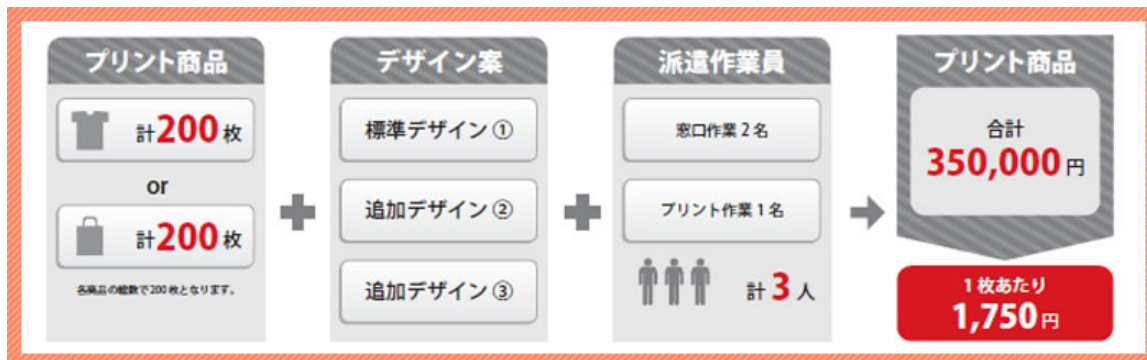 プリント商品
計200枚
or
計200枚
各商品の総数で200枚となります。
デザイン案
標準デザイン①
追加デザイン②
追加デザイン③
派遣作業員
窓口作業2名
プリント作業1名
計3人
プリント商品
合計
350,000円
1枚あたり
1,750円